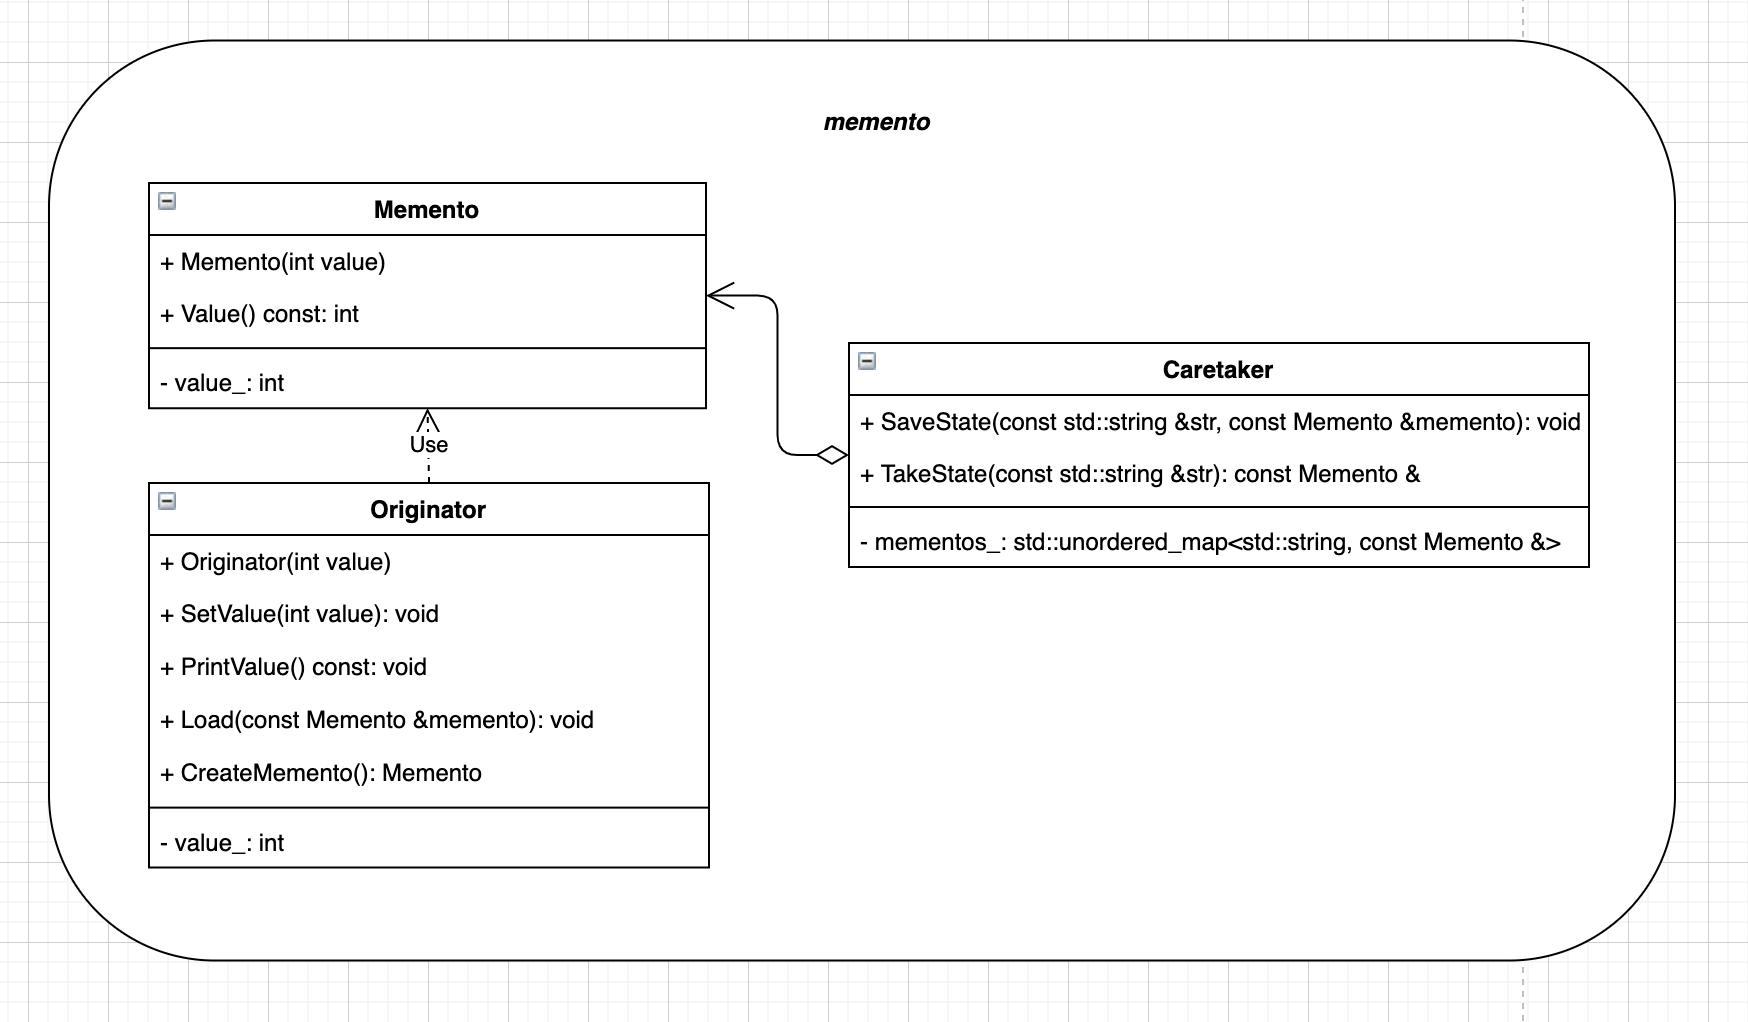 memento
Memento
+ Memento(int value)
+ Value() const: int
- value_: int
Use
Originator
+ Originator(int value)
+ SetValue(int value): void
+ PrintValue() const: void
+ Load(const Memento &memento): void
+ CreateMemento(): Memento
- value_: int
Caretaker
+ SaveState(const std::string &str, const Memento &memento): void
+ TakeState(const std::string &str): const Memento &
- mementos_: std::unordered_map<std::string, const Memento &>